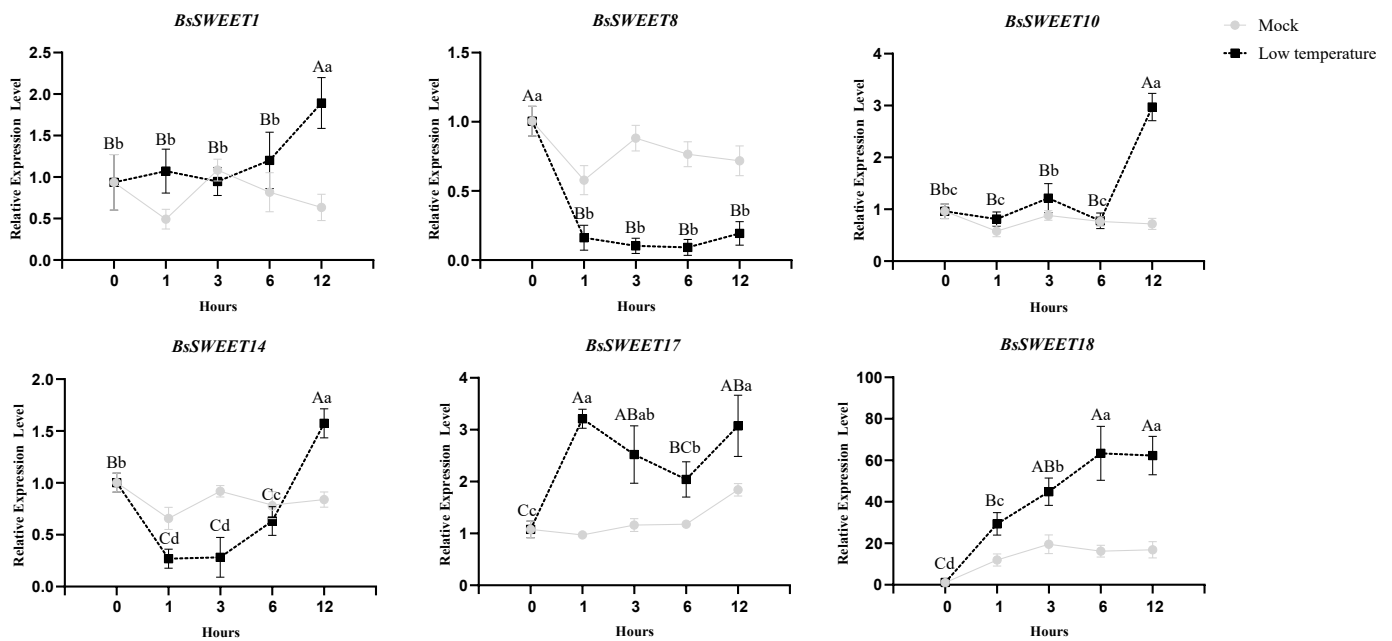 BsSWEET1
Relative Expression Level
2.5
2.0
1.5
1.0
0.5
0.0
Bb
Bb
Bb
Bb
Aa
0 1 3 6 12
Hours
BsSWEET8
Relative Expression Level
1.5
1.0
0.5
0.0
Aa
Bb
Bb
Bb
Bb
0 1 3 6 12
Hours
BsSWEET10
Relative Expression Level
4
3
2
1
0
Bbc
Bc
Bb
Bc
Aa
0 1 3 6 12
Hours
Mock
Low temperature
BsSWEET14
Relative Expression Level
2.0
1.5
1.0
0.5
0.0
Bb
Cd
Cd
Cc
Aa
0 1 3 6 12
Hours
BsSWEET17
Relative Expression Level
4
3
2
1
0
Cc
Aa
ABab
BCb
ABa
0 1 3 6 12
Hours
BsSWEET18
Relative Expression Level
100
80
60
40
20
0
Cd
Bc
ABb
Aa
Aa
0 1 3 6 12
Hours